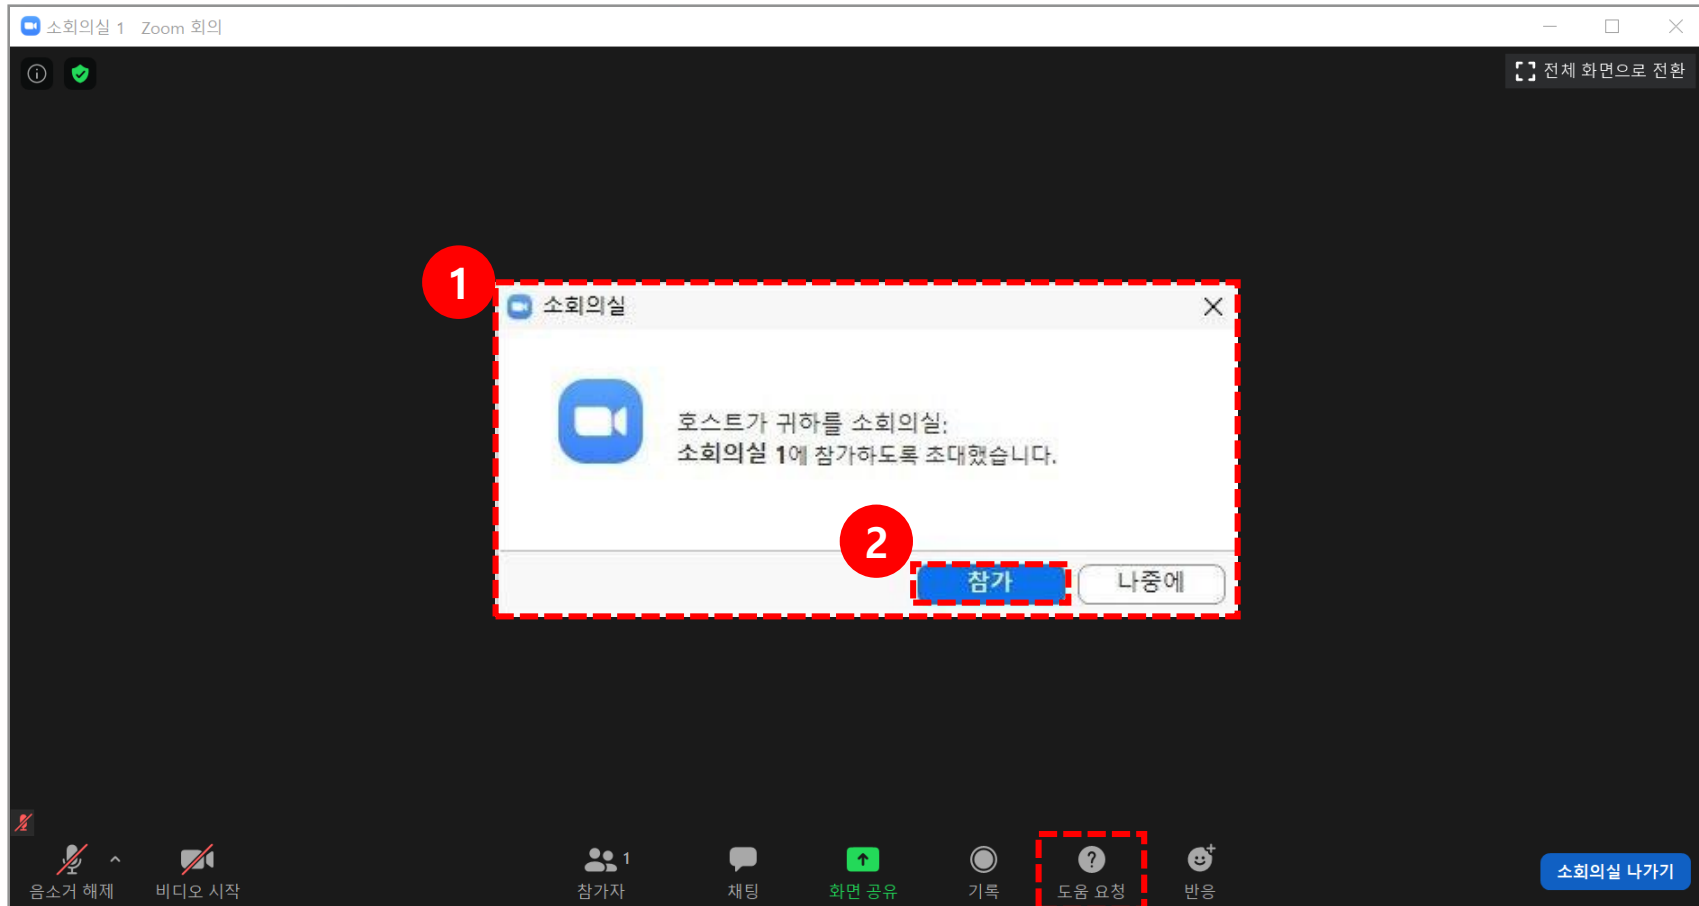 소회의실 1 Zoom 회의
전체 화면으로 전환
1
소회의실
호스트가 귀하를 소회의실:
소회의실 1에 참가하도록 초대했습니다.
2
참가
나중에
음소거 해제
비디오 시작
1
참가자
채팅
화면 공유
기록
도움 요청
반응
소회의실 나가기